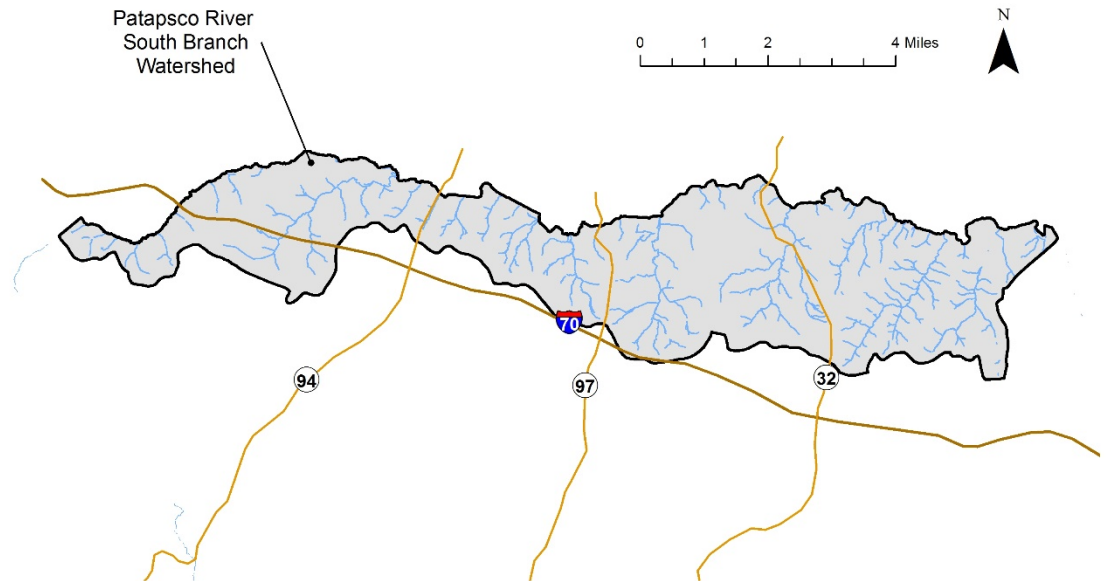 Patapsco River
South Branch
Watershed
0 1 2 4 Miles
N
70
94
97
32